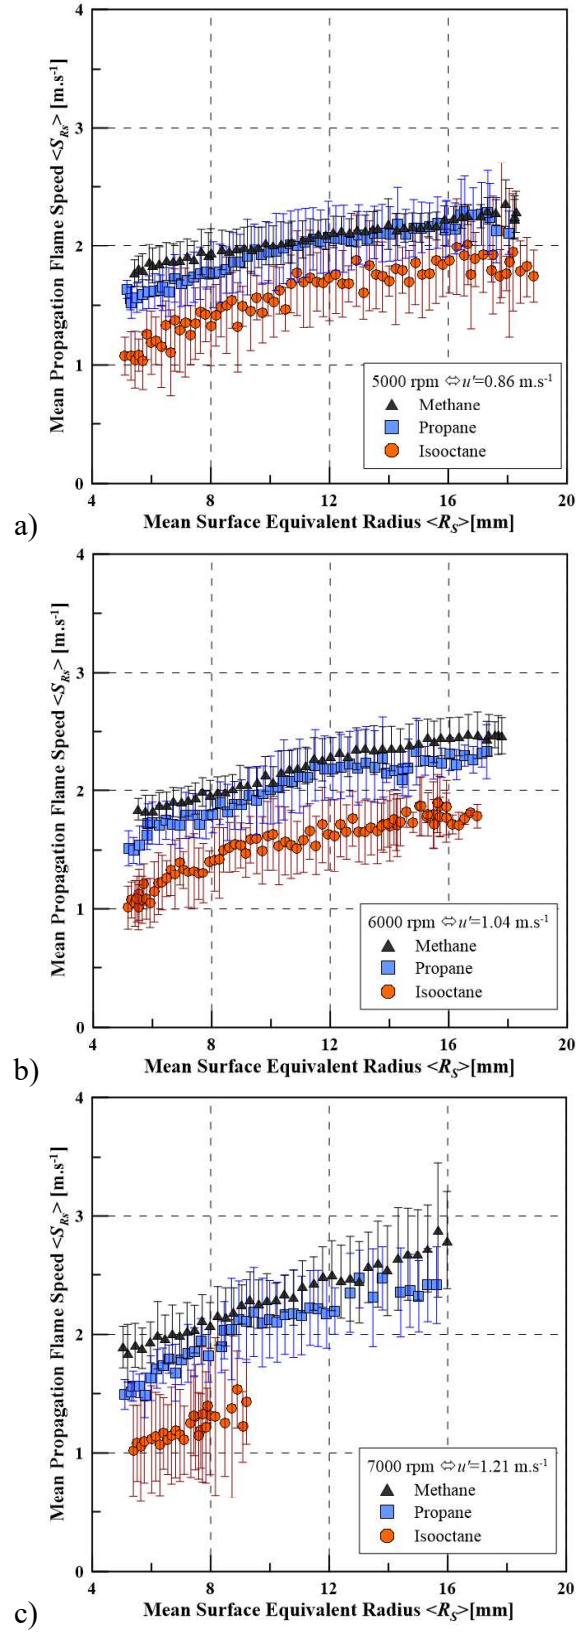 4
3
2
1
0
Mean Propagation Flame Speed <S_Rs> [m.s⁻¹]
5000 rpm ⇔ u'=0.86 m.s⁻¹
Methane
Propane
Isooctane
4 8 12 16 20
a) Mean Surface Equivalent Radius <R_S>[mm]
4
3
2
1
0
Mean Propagation Flame Speed <S_Rs> [m.s⁻¹]
6000 rpm ⇔ u'=1.04 m.s⁻¹
Methane
Propane
Isooctane
4 8 12 16 20
b) Mean Surface Equivalent Radius <R_S>[mm]
4
3
2
1
0
Mean Propagation Flame Speed <S_Rs> [m.s⁻¹]
7000 rpm ⇔ u'=1.21 m.s⁻¹
Methane
Propane
Isooctane
4 8 12 16 20
c) Mean Surface Equivalent Radius <R_S>[mm]